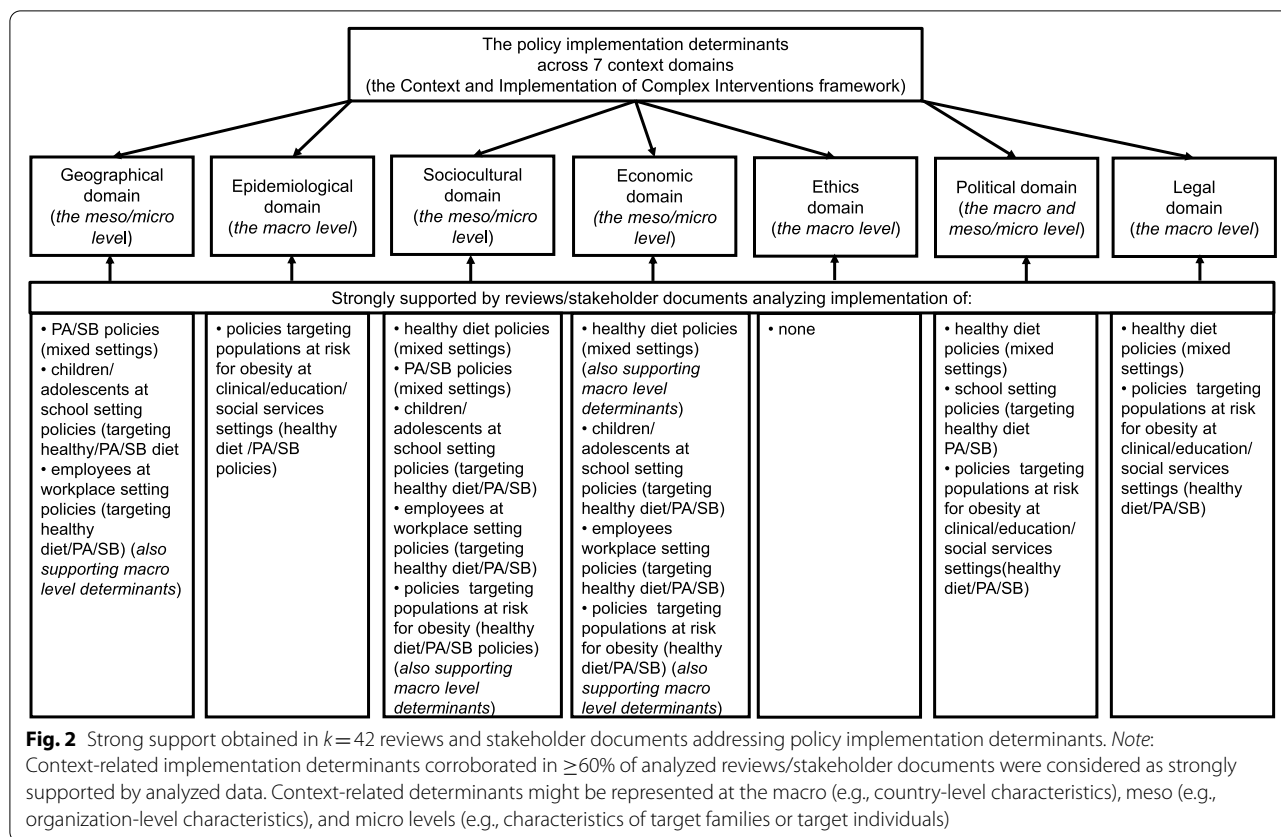 The policy implementation determinants
across 7 context domains
(the Context and Implementation of Complex Interventions framework)
Geographical
domain
(the meso/micro
level)
Epidemiological
domain
(the macro level)
Sociocultural
domain
(the meso/micro
level)
Economic
domain
(the meso/micro
level)
Ethics
domain
(the macro level)
Political domain
(the macro and
meso/micro level)
Legal
domain
(the macro level)
Strongly supported by reviews/stakeholder documents analyzing implementation of:
• PA/SB policies
(mixed settings)
• children/
adolescents at
school setting
policies (targeting
healthy/PA/SB diet
• employees at
workplace setting
policies (targeting
healthy
diet/PA/SB) (also
supporting macro
level determinants)
• policies targeting
populations at risk
for obesity at
clinical/education/
social services
settings (healthy
diet /PA/SB
policies)
• healthy diet policies
(mixed settings)
• PA/SB policies
(mixed settings)
• children/
adolescents at
school setting
policies (targeting
healthy diet/PA/SB)
• employees at
workplace setting
policies (targeting
healthy diet/PA/SB)
• policies targeting
populations at risk
for obesity (healthy
diet/PA/SB policies)
(also supporting
macro level
determinants)
• healthy diet policies
(mixed settings)
(also supporting
macro level
determinants)
• children/
adolescents at
school setting
policies (targeting
healthy diet/PA/SB)
• employees
workplace setting
policies (targeting
healthy diet/PA/SB)
• policies targeting
populations at risk
for obesity (healthy
diet/PA/SB) (also
supporting macro
level determinants)
• none
• healthy diet
policies (mixed
settings)
• school setting
policies (targeting
healthy diet
PA/SB)
• policies targeting
populations at risk
for obesity at
clinical/education/
social services
settings(healthy
diet/PA/SB)
• healthy diet
policies (mixed
settings)
• policies targeting
populations at risk
for obesity at
clinical/education/
social services
settings (healthy
diet/PA/SB)
Fig. 2 Strong support obtained in k = 42 reviews and stakeholder documents addressing policy implementation determinants. Note:
Context-related implementation determinants corroborated in ≥60% of analyzed reviews/stakeholder documents were considered as strongly
supported by analyzed data. Context-related determinants might be represented at the macro (e.g., country-level characteristics), meso (e.g.,
organization-level characteristics), and micro levels (e.g., characteristics of target families or target individuals)